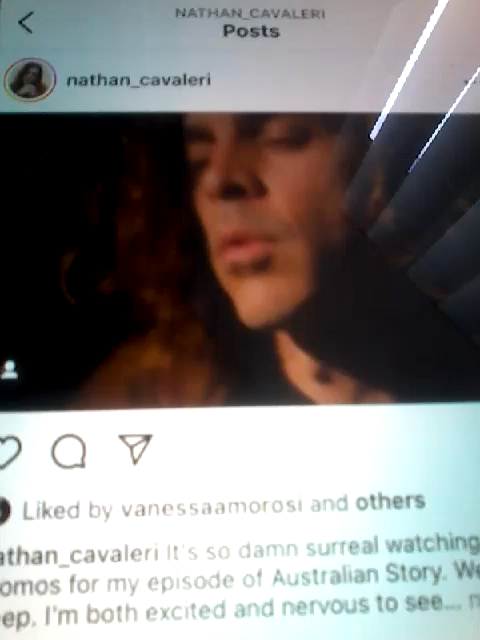 NATHAN_CAVALERI
Posts
nathan_cavaleri
Liked by vanessaamorosi and others
athan_cavaleri It's so damn surreal watching
omos for my episode of Australian Story. We
ep. I'm both excited and nervous to see...